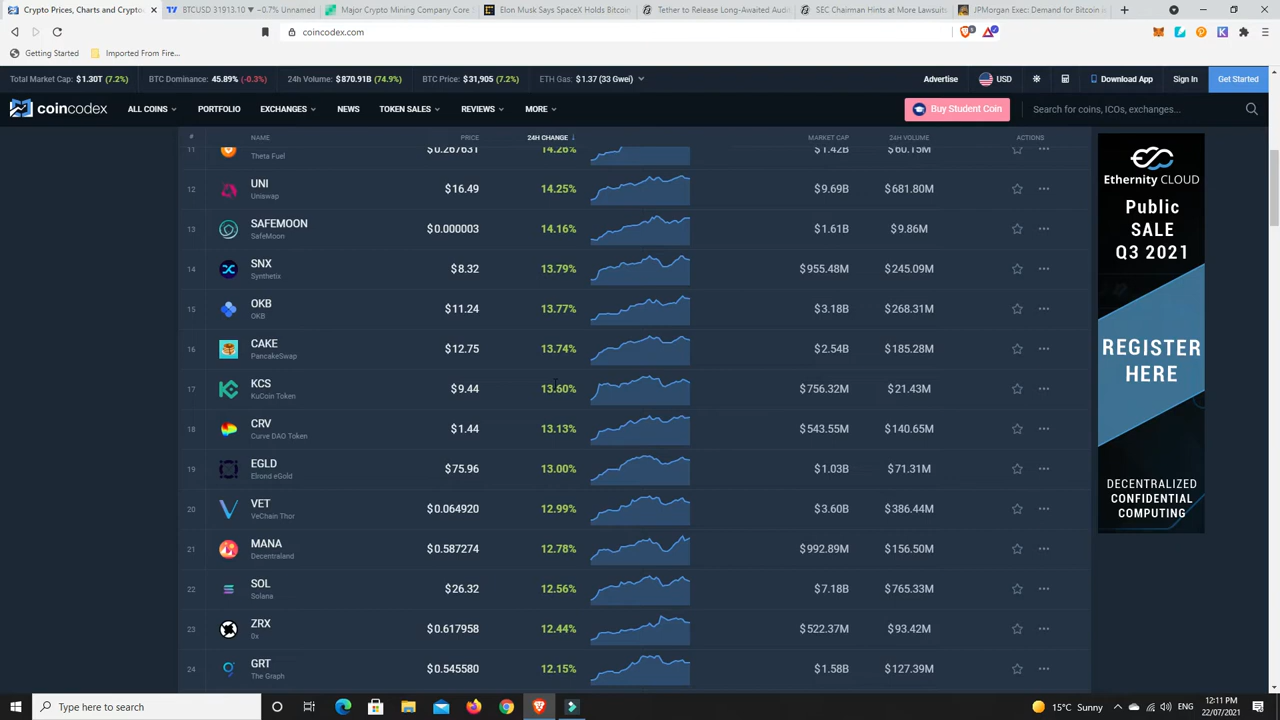 Crypto Prices, Charts and Cryptoc
BTCUSD 31913.10 −0.7% Unnamed
Major Crypto Mining Company Core
Elon Musk Says SpaceX Holds Bitcoin
Tether to Release Long-Awaited Audit
SEC Chairman Hints at More Lawsuits
JPMorgan Exec: Demand for Bitcoin
coincodex.com
Getting Started
Imported From Firef...
Total Market Cap: $1.30T (7.2%) BTC Dominance: 45.89% (-0.3%) 24h Volume: $870.91B (74.9%) BTC Price: $31,905 (7.2%) ETH Gas: $1.37 (33 Gwei) Advertise USD Download App Sign In Get Started
coincodex ALL COINS PORTFOLIO EXCHANGES NEWS TOKEN SALES REVIEWS MORE Buy Student Coin Search for coins, ICOs, exchanges...
# NAME PRICE 24H CHANGE ↓ MARKET CAP 24H VOLUME ACTIONS
11 $0.267631 14.26% $1.42B $60.15M
Theta Fuel
12 UNI $16.49 14.25% $9.69B $681.80M
Uniswap
13 SAFEMOON $0.000003 14.16% $1.61B $9.86M
SafeMoon
14 SNX $8.32 13.79% $955.48M $245.09M
Synthetix
15 OKB $11.24 13.77% $3.18B $268.31M
OKB
16 CAKE $12.75 13.74% $2.54B $185.28M
PancakeSwap
17 KCS $9.44 13.60% $756.32M $21.43M
KuCoin Token
18 CRV $1.44 13.13% $543.55M $140.65M
Curve DAO Token
19 EGLD $75.96 13.00% $1.03B $71.31M
Elrond eGold
20 VET $0.064920 12.99% $3.60B $386.44M
VeChain Thor
21 MANA $0.587274 12.78% $992.89M $156.50M
Decentraland
22 SOL $26.32 12.56% $7.18B $765.33M
Solana
23 ZRX $0.617958 12.44% $522.37M $93.42M
0x
24 GRT $0.545580 12.15% $1.58B $127.39M
The Graph
Ethernity CLOUD
Public
SALE
Q3 2021
REGISTER
HERE
DECENTRALIZED
CONFIDENTIAL
COMPUTING
Type here to search
15°C Sunny
12:11 PM
22/07/2021